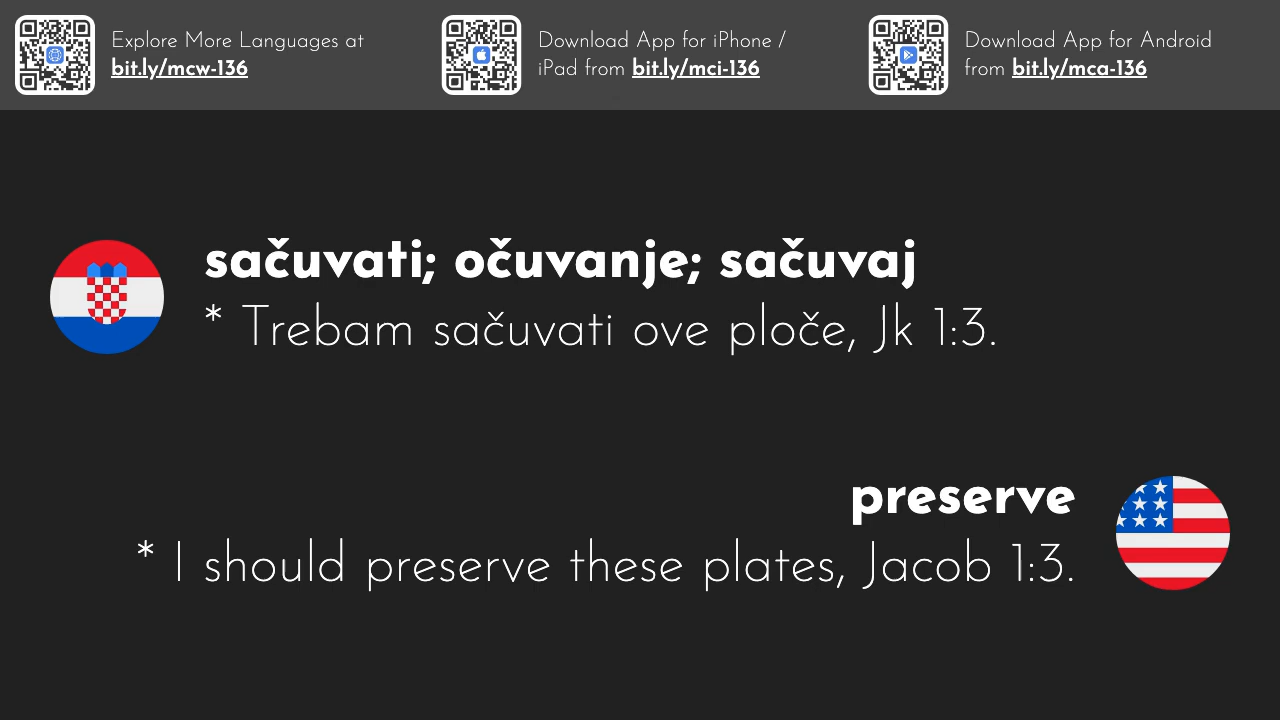 Explore More Languages at
bit.ly/mcw-136
Download App for iPhone /
iPad from bit.ly/mci-136
Download App for Android
from bit.ly/mca-136
sačuvati; očuvanje; sačuvaj
* Trebam sačuvati ove ploče, Jk 1:3.
preserve
* I should preserve these plates, Jacob 1:3.